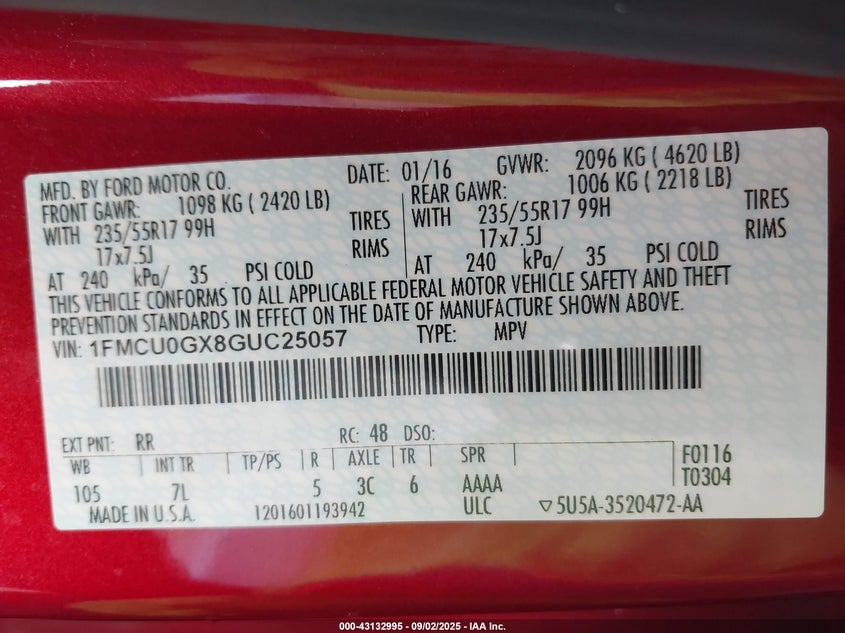 MFD. BY FORD MOTOR CO. DATE: 01/16 GVWR: 2096 KG ( 4620 LB)
FRONT GAWR: 1098 KG ( 2420 LB) REAR GAWR: 1006 KG ( 2218 LB)
WITH 235/55R17 99H TIRES WITH 235/55R17 99H TIRES
17x7.5J RIMS 17x7.5J RIMS
AT 240 kPa/ 35 PSI COLD AT 240 kPa/ 35 PSI COLD
THIS VEHICLE CONFORMS TO ALL APPLICABLE FEDERAL MOTOR VEHICLE SAFETY AND THEFT
PREVENTION STANDARDS IN EFFECT ON THE DATE OF MANUFACTURE SHOWN ABOVE.
VIN: 1FMCU0GX8GUC25057 TYPE: MPV
EXT PNT: RR RC: 48 DSO:
WB INT TR TP/PS R AXLE TR SPR F0116
105 7L 5 3C 6 AAAA T0304
MADE IN U.S.A. 1201601193942 ULC ▽5U5A-3520472-AA
000-43132995 - 09/02/2025 - IAA Inc.